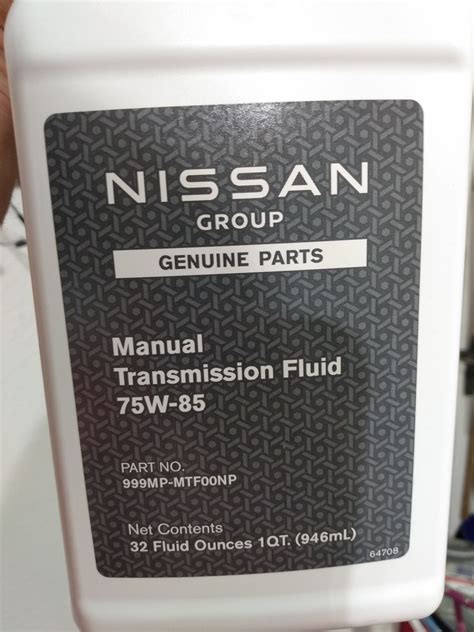 NISSAN
GROUP
GENUINE PARTS
Manual
Transmission Fluid
75W-85
PART NO.
999MP-MTF00NP
Net Contents
32 Fluid Ounces 1QT. (946mL)
64708